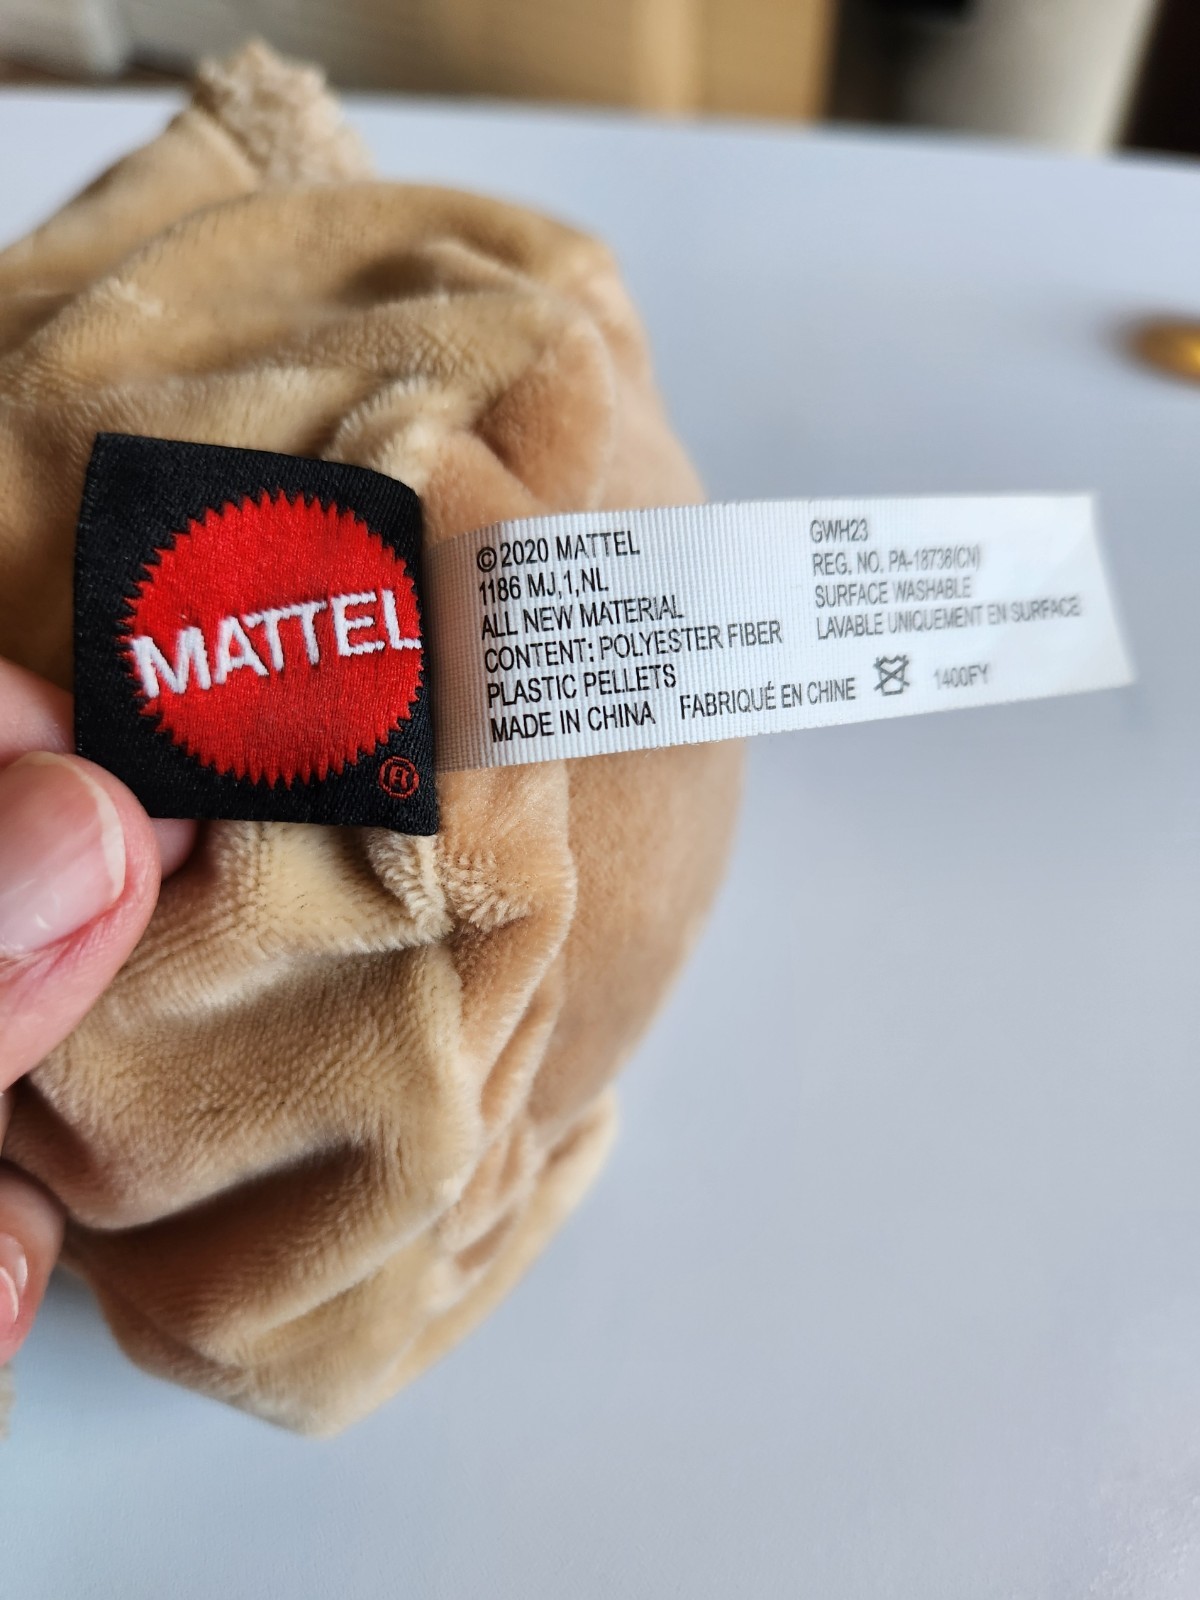 MATTEL
®
© 2020 MATTEL
1186 MJ,1,NL
ALL NEW MATERIAL
CONTENT: POLYESTER FIBER
PLASTIC PELLETS
MADE IN CHINA FABRIQUÉ EN CHINE
GWH23
REG. NO. PA-18736(CN)
SURFACE WASHABLE
LAVABLE UNIQUEMENT EN SURFACE
1400FY